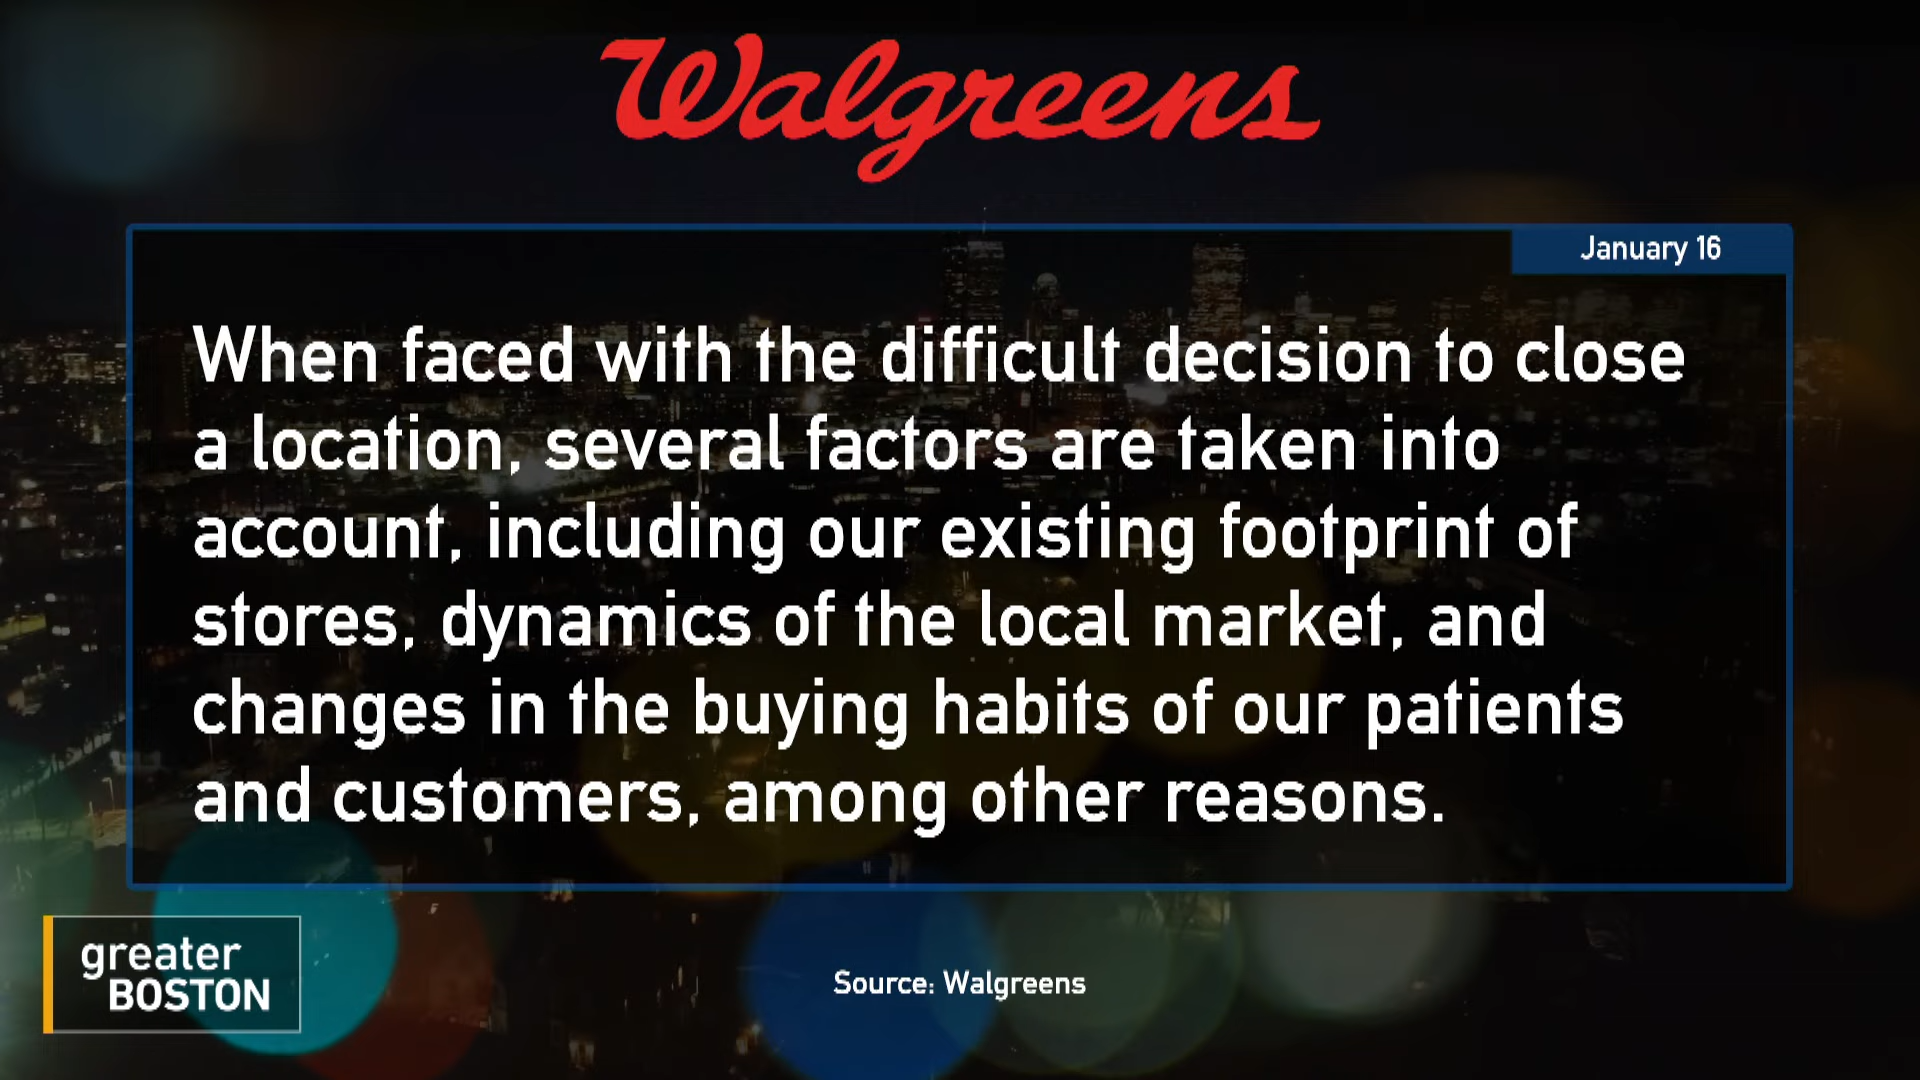 Walgreens
January 16
When faced with the difficult decision to close
a location, several factors are taken into
account, including our existing footprint of
stores, dynamics of the local market, and
changes in the buying habits of our patients
and customers, among other reasons.
greater
BOSTON
Source: Walgreens